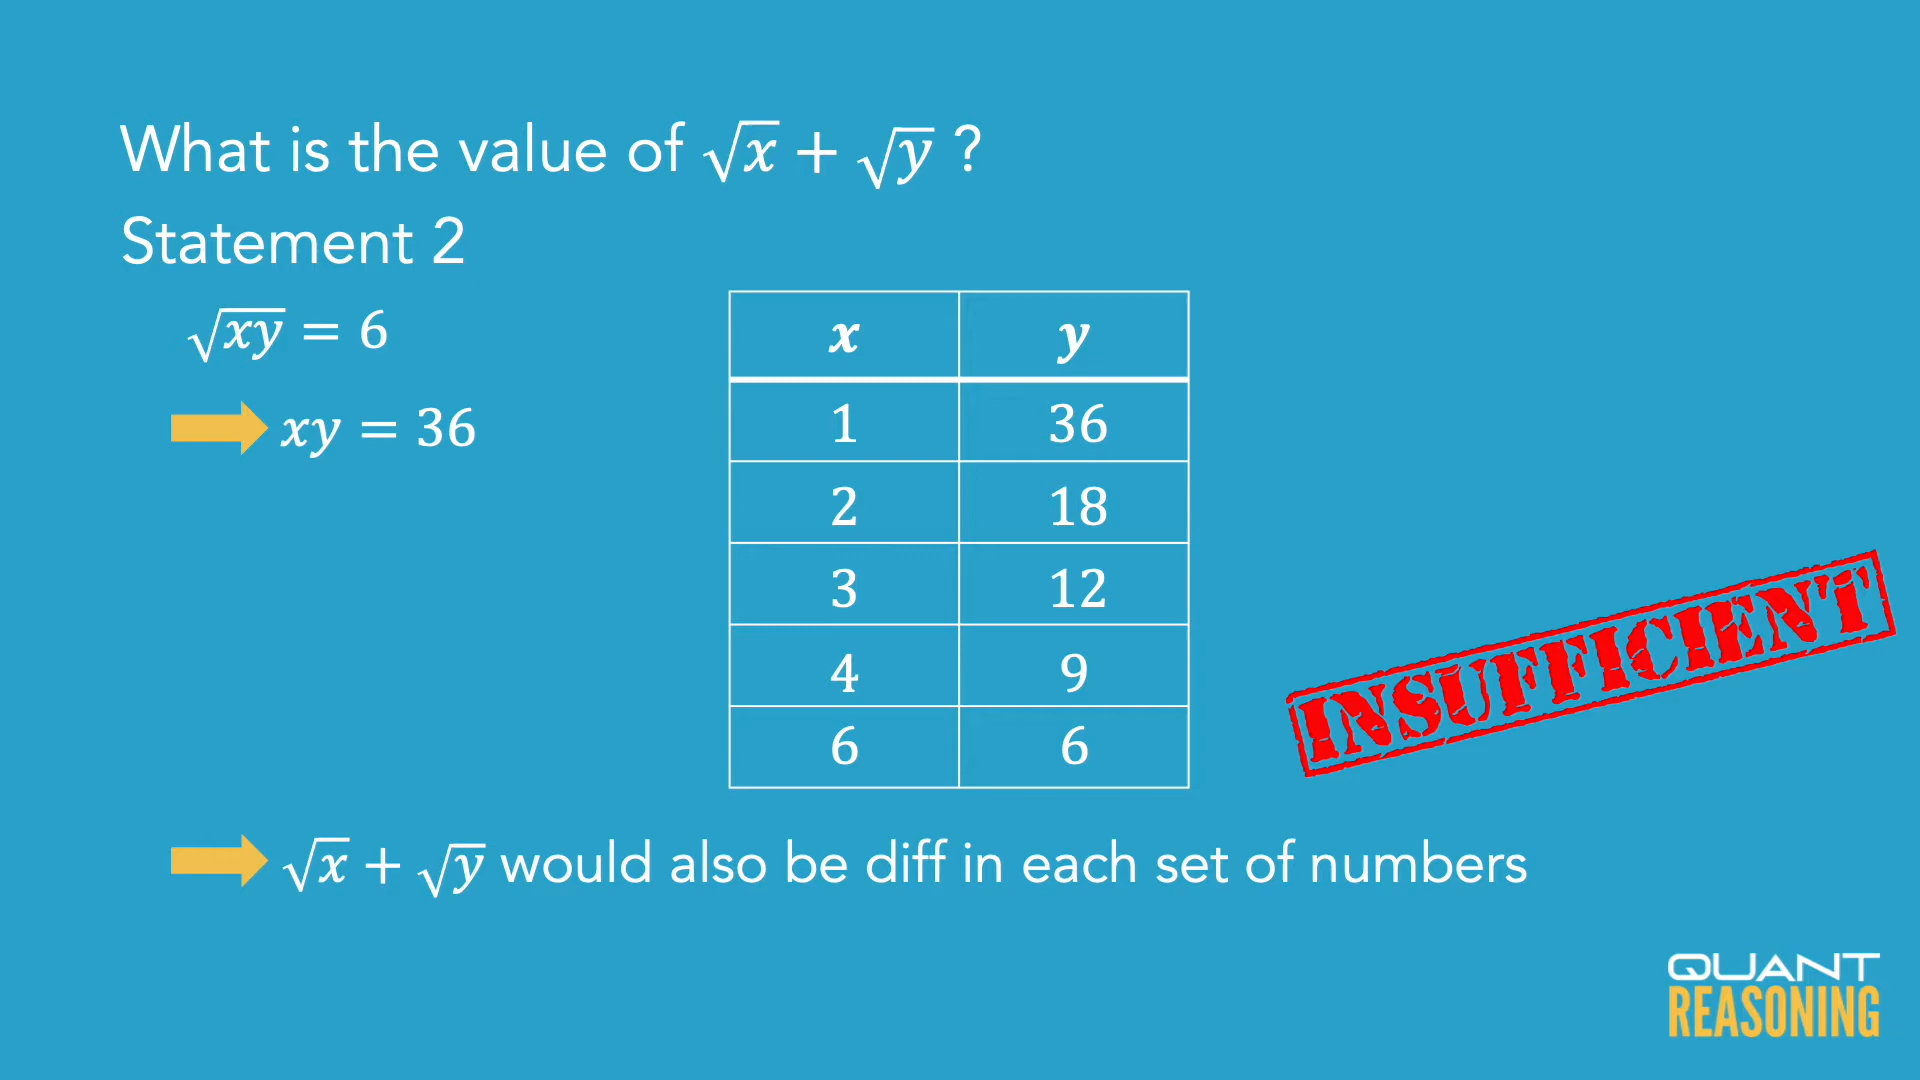 What is the value of √x + √y ?
Statement 2
√xy = 6
xy = 36
x y
1 36
2 18
3 12
4 9
6 6
INSUFFICIENT
√x + √y would also be diff in each set of numbers
QUANT
REASONING